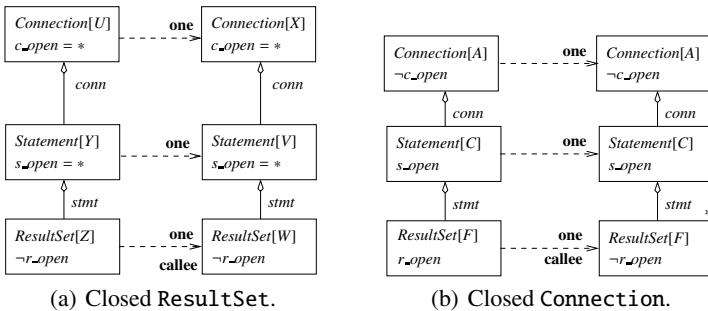 Connection[U]
c_open = *
one
Connection[X]
c_open = *
conn
conn
Statement[Y]
s_open = *
one
Statement[V]
s_open = *
stmt
stmt
ResultSet[Z]
¬r_open
one
callee
ResultSet[W]
¬r_open
(a) Closed ResultSet.
Connection[A]
¬c_open
one
Connection[A]
¬c_open
conn
conn
Statement[C]
s_open
one
Statement[C]
s_open
stmt
stmt
*
ResultSet[F]
r_open
one
callee
ResultSet[F]
¬r_open
(b) Closed Connection.